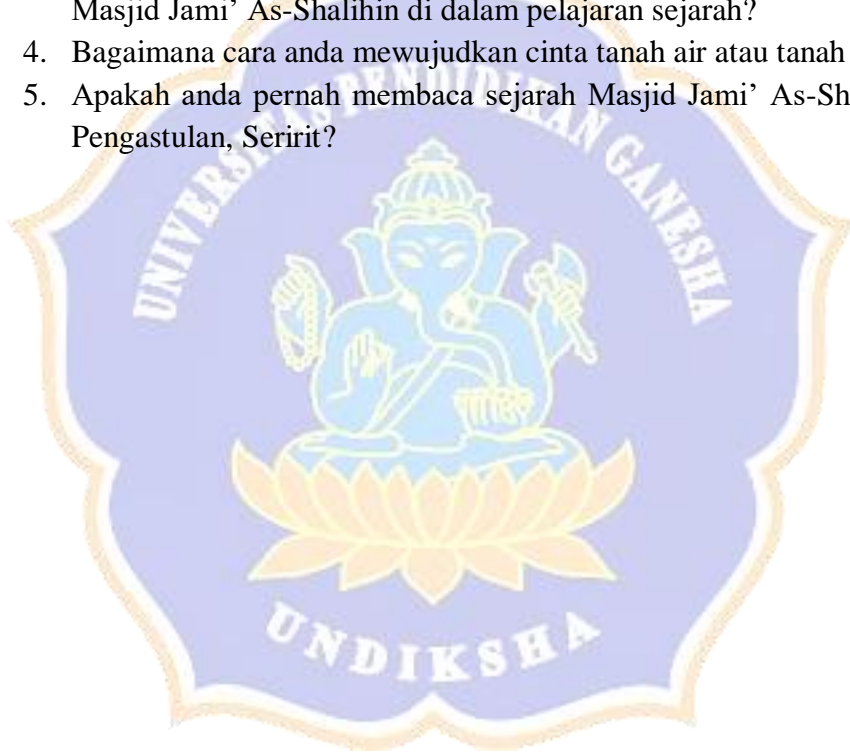 Masjid Jami’ As-Shalihin di dalam pelajaran sejarah?
4. Bagaimana cara anda mewujudkan cinta tanah air atau tanah
5. Apakah anda pernah membaca sejarah Masjid Jami’ As-Sh
Pengastulan, Seririt?
UNIVERSITAS PENDIDIKAN GANESHA
UNDIKSHA